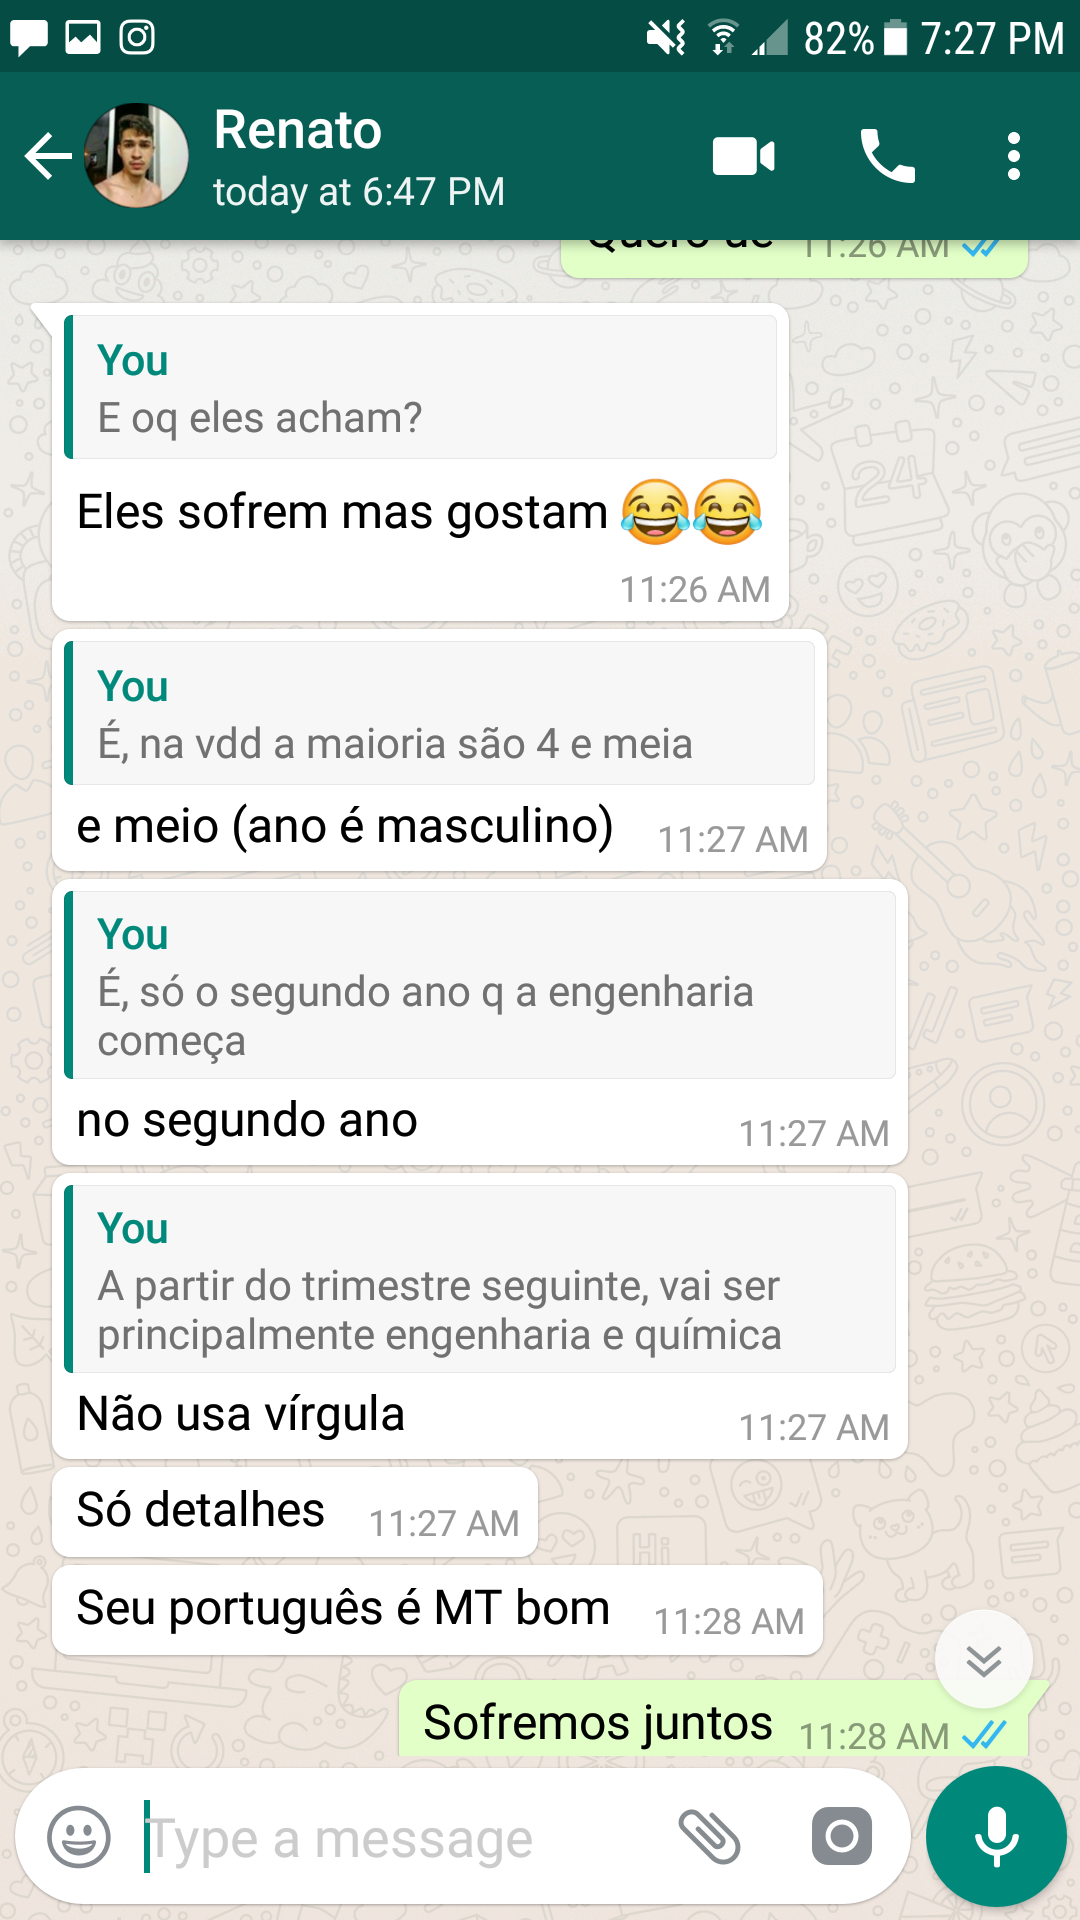 82% 7:27 PM
Renato
today at 6:47 PM
Quero de 11:26 AM
You
E oq eles acham?
Eles sofrem mas gostam 😂😂
11:26 AM
You
É, na vdd a maioria são 4 e meia
e meio (ano é masculino) 11:27 AM
You
É, só o segundo ano q a engenharia
começa
no segundo ano 11:27 AM
You
A partir do trimestre seguinte, vai ser
principalmente engenharia e química
Não usa vírgula 11:27 AM
Só detalhes 11:27 AM
Seu português é MT bom 11:28 AM
Sofremos juntos 11:28 AM
Type a message